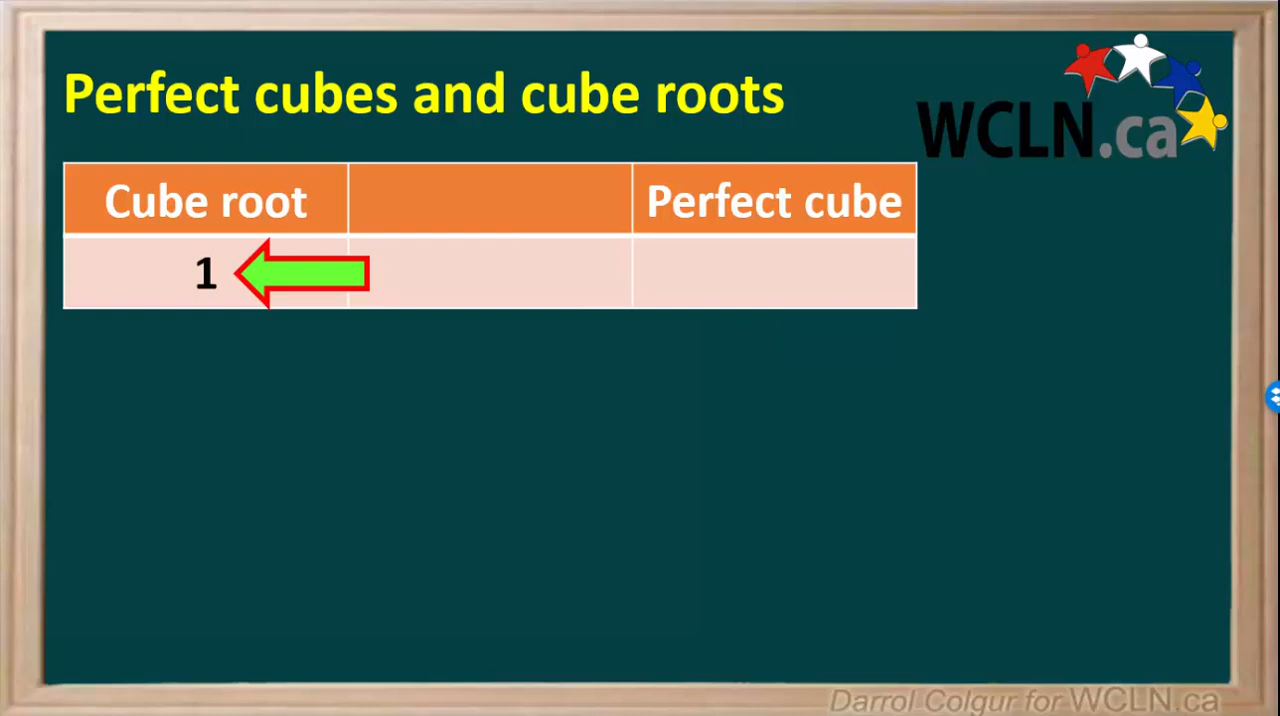 Perfect cubes and cube roots
WCLN.ca
Cube root Perfect cube
1
Darrol Colgur for WCLN.ca